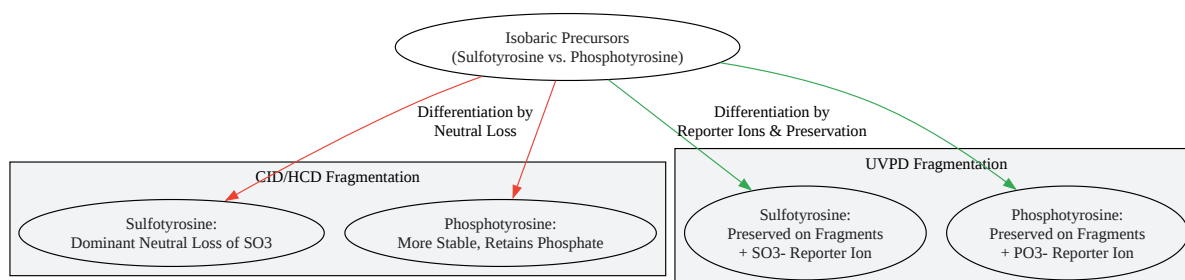 Isobaric Precursors
(Sulfotyrosine vs. Phosphotyrosine)
Differentiation by
Neutral Loss
Differentiation by
Reporter Ions & Preservation
CID/HCD Fragmentation
Sulfotyrosine:
Dominant Neutral Loss of SO3
Phosphotyrosine:
More Stable, Retains Phosphate
UVPD Fragmentation
Sulfotyrosine:
Preserved on Fragments
+ SO3- Reporter Ion
Phosphotyrosine:
Preserved on Fragments
+ PO3- Reporter Ion